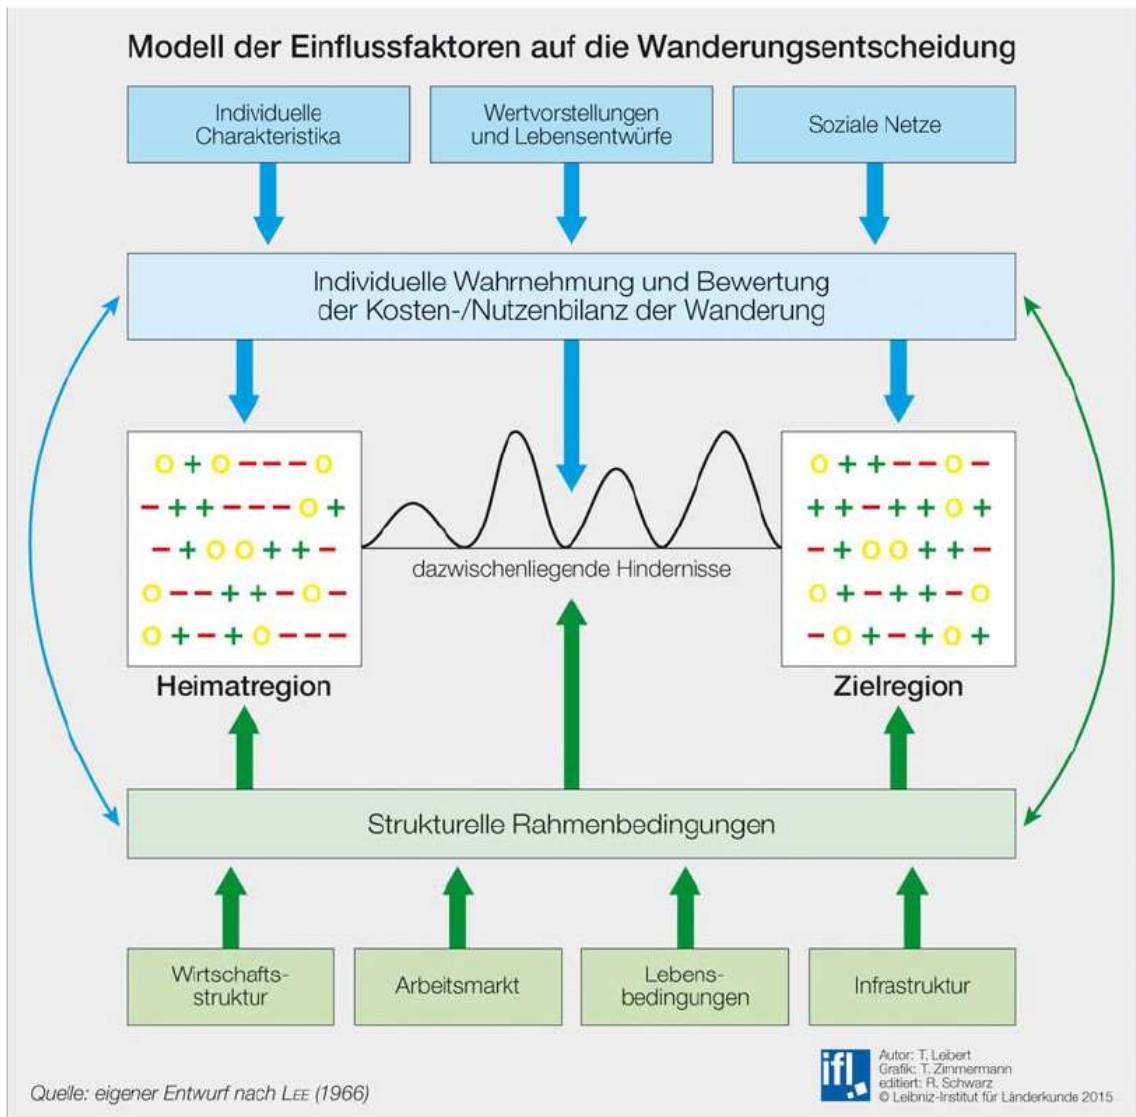 Modell der Einflussfaktoren auf die Wanderungsentscheidung
Individuelle
Charakteristika
Wertvorstellungen
und Lebensentwürfe
Soziale Netze
Individuelle Wahrnehmung und Bewertung
der Kosten-/Nutzenbilanz der Wanderung
O + O - - - O
- + + - - - O +
- + O O + + -
O - - + + - O -
O + - + O - - -
Heimatregion
dazwischenliegende Hindernisse
O + + - - O -
+ + - + + O +
- + O O + + -
O + - + + - O
- O + - + O +
Zielregion
Strukturelle Rahmenbedingungen
Wirtschafts-
struktur
Arbeitsmarkt
Lebens-
bedingungen
Infrastruktur
Quelle: eigener Entwurf nach LEE (1966)
ifl
Autor: T. Leibert
Grafik: T. Zimmermann
editiert: R. Schwarz
© Leibniz-Institut für Länderkunde 2015